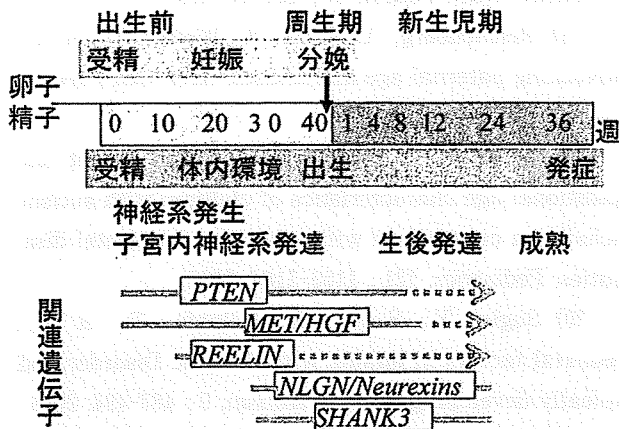 出生前 周生期 新生児期
受精 妊娠 分娩
卵子
精子
0 10 20 30 40 1 4 8 12 24 36 週
受精 体内環境 出生 発症
神経系発生
子宮内神経系発達 生後発達 成熟
関連遺伝子
PTEN
MET/HGF
REELIN
NLGN/Neurexins
SHANK3